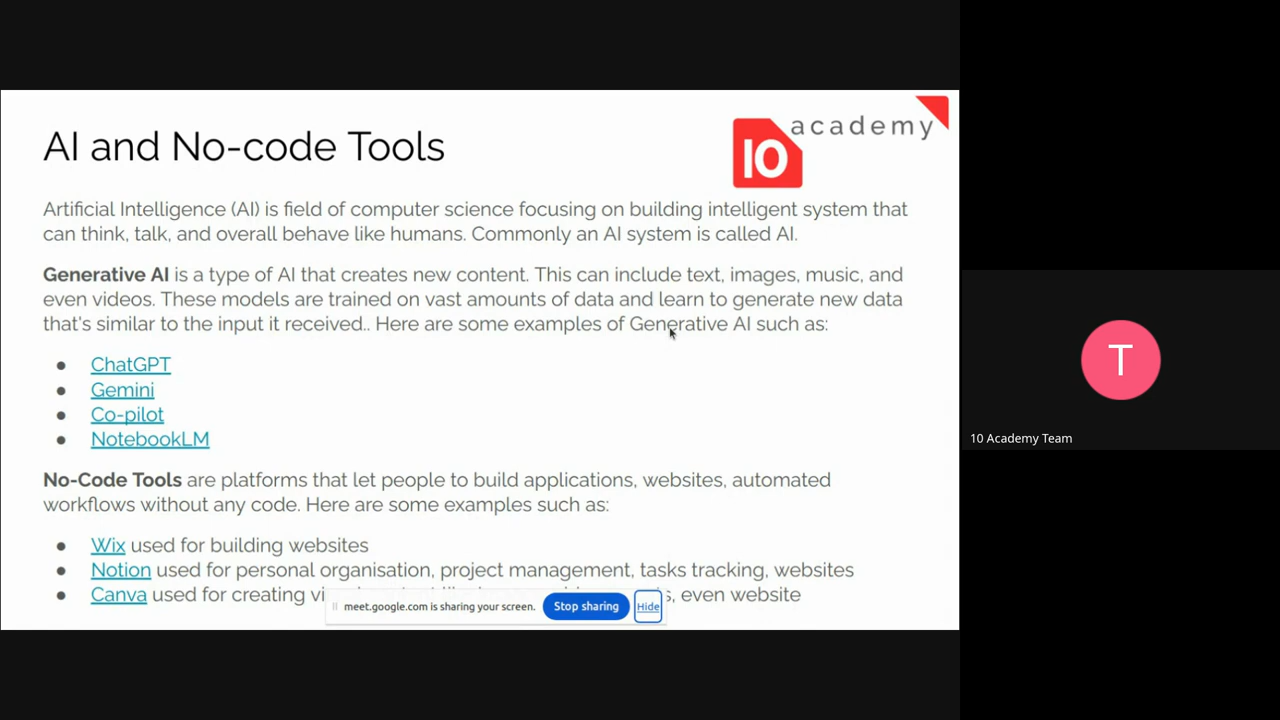 AI and No-code Tools
10 academy
Artificial Intelligence (AI) is field of computer science focusing on building intelligent system that
can think, talk, and overall behave like humans. Commonly an AI system is called AI.
Generative AI is a type of AI that creates new content. This can include text, images, music, and
even videos. These models are trained on vast amounts of data and learn to generate new data
that's similar to the input it received.. Here are some examples of Generative AI such as:
● ChatGPT
● Gemini
● Co-pilot
● NotebookLM
No-Code Tools are platforms that let people to build applications, websites, automated
workflows without any code. Here are some examples such as:
● Wix used for building websites
● Notion used for personal organisation, project management, tasks tracking, websites
● Canva used for creating , even website
meet.google.com is sharing your screen. Stop sharing Hide
T
10 Academy Team